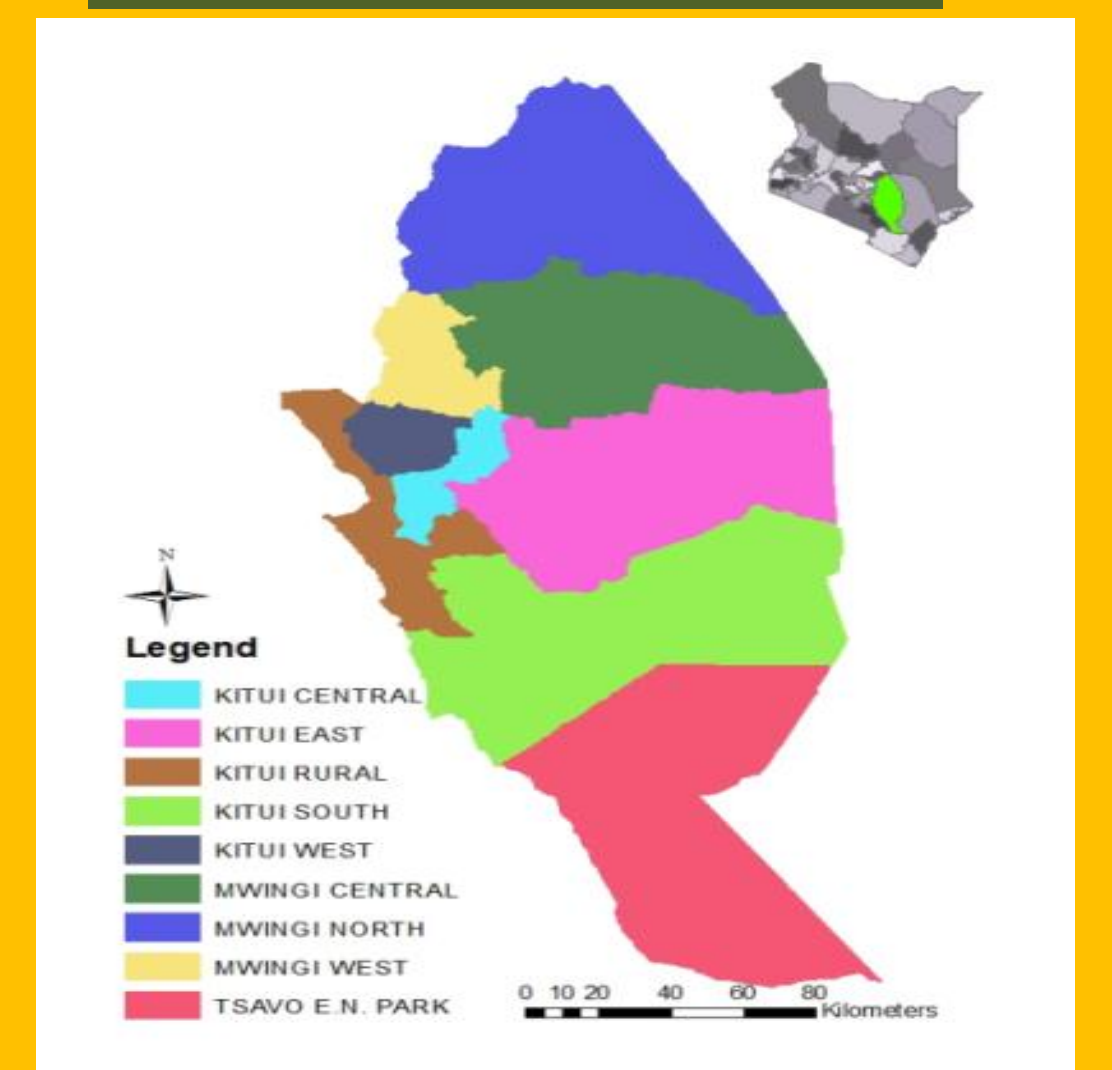 N
Legend
KITUI CENTRAL
KITUI EAST
KITUI RURAL
KITUI SOUTH
KITUI WEST
MWINGI CENTRAL
MWINGI NORTH
MWINGI WEST
TSAVO E.N. PARK
0 10 20 40 60 80
Kilometers